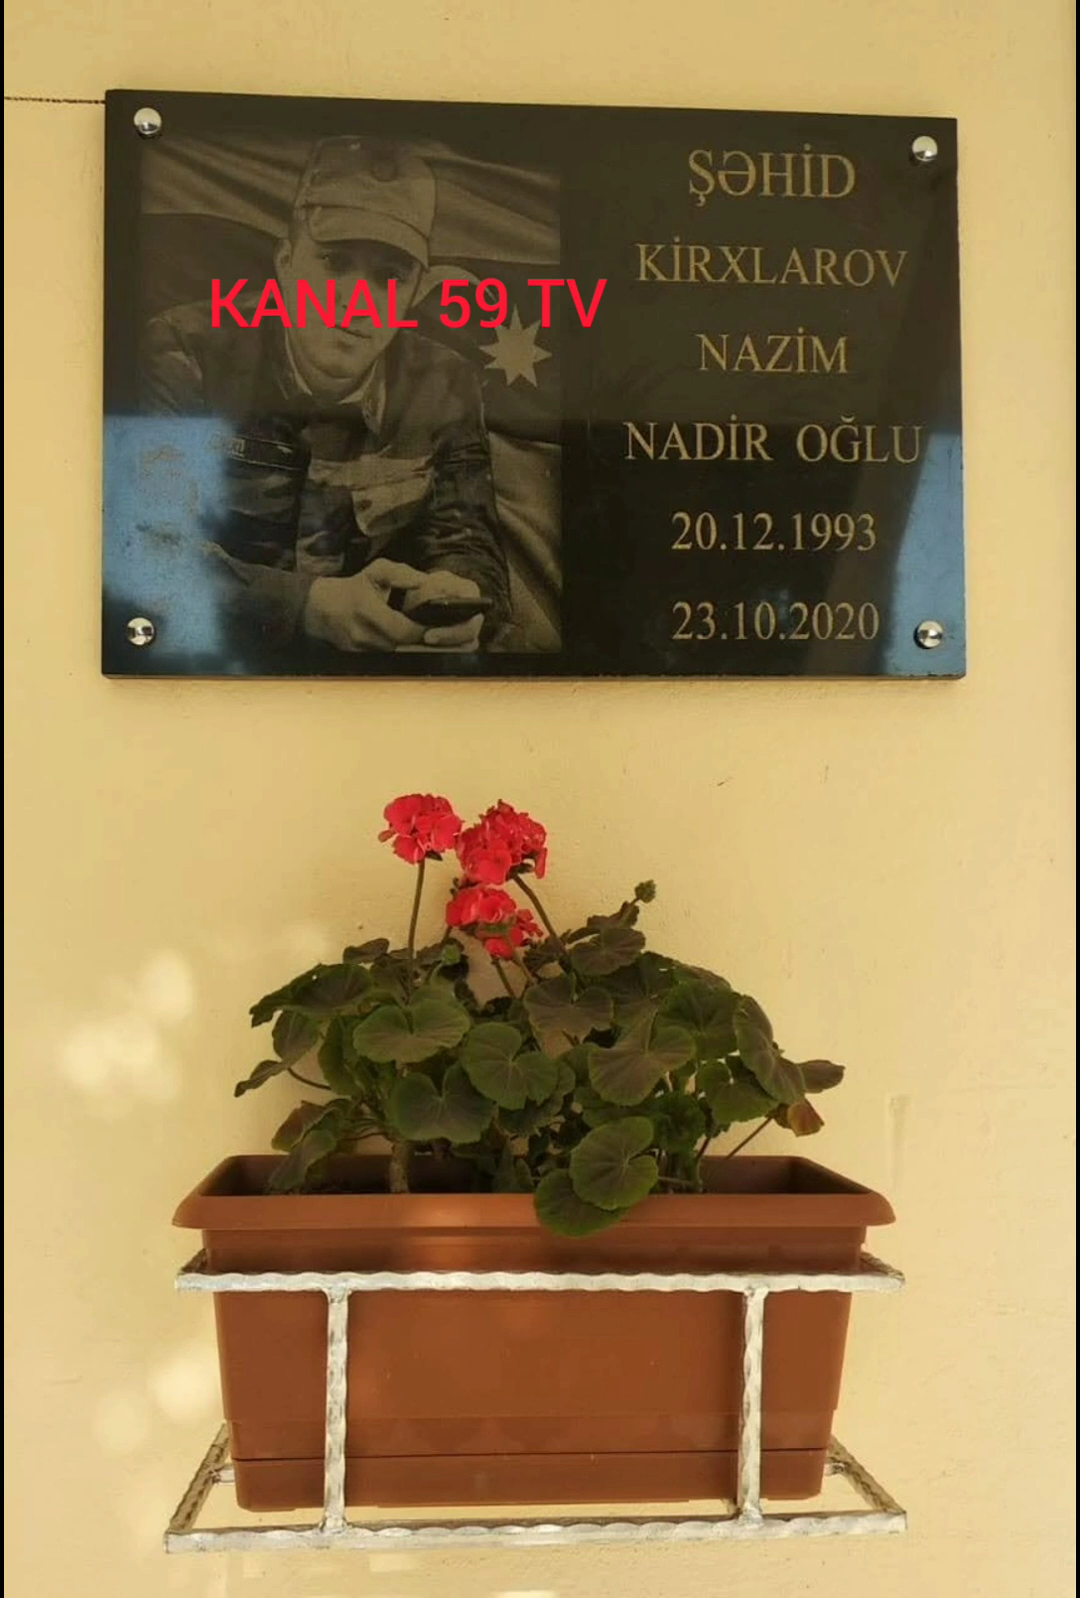 ŞƏHİD
KİRXLAROV
KANAL 59 TV
NAZİM
NADİR OĞLU
20.12.1993
23.10.2020